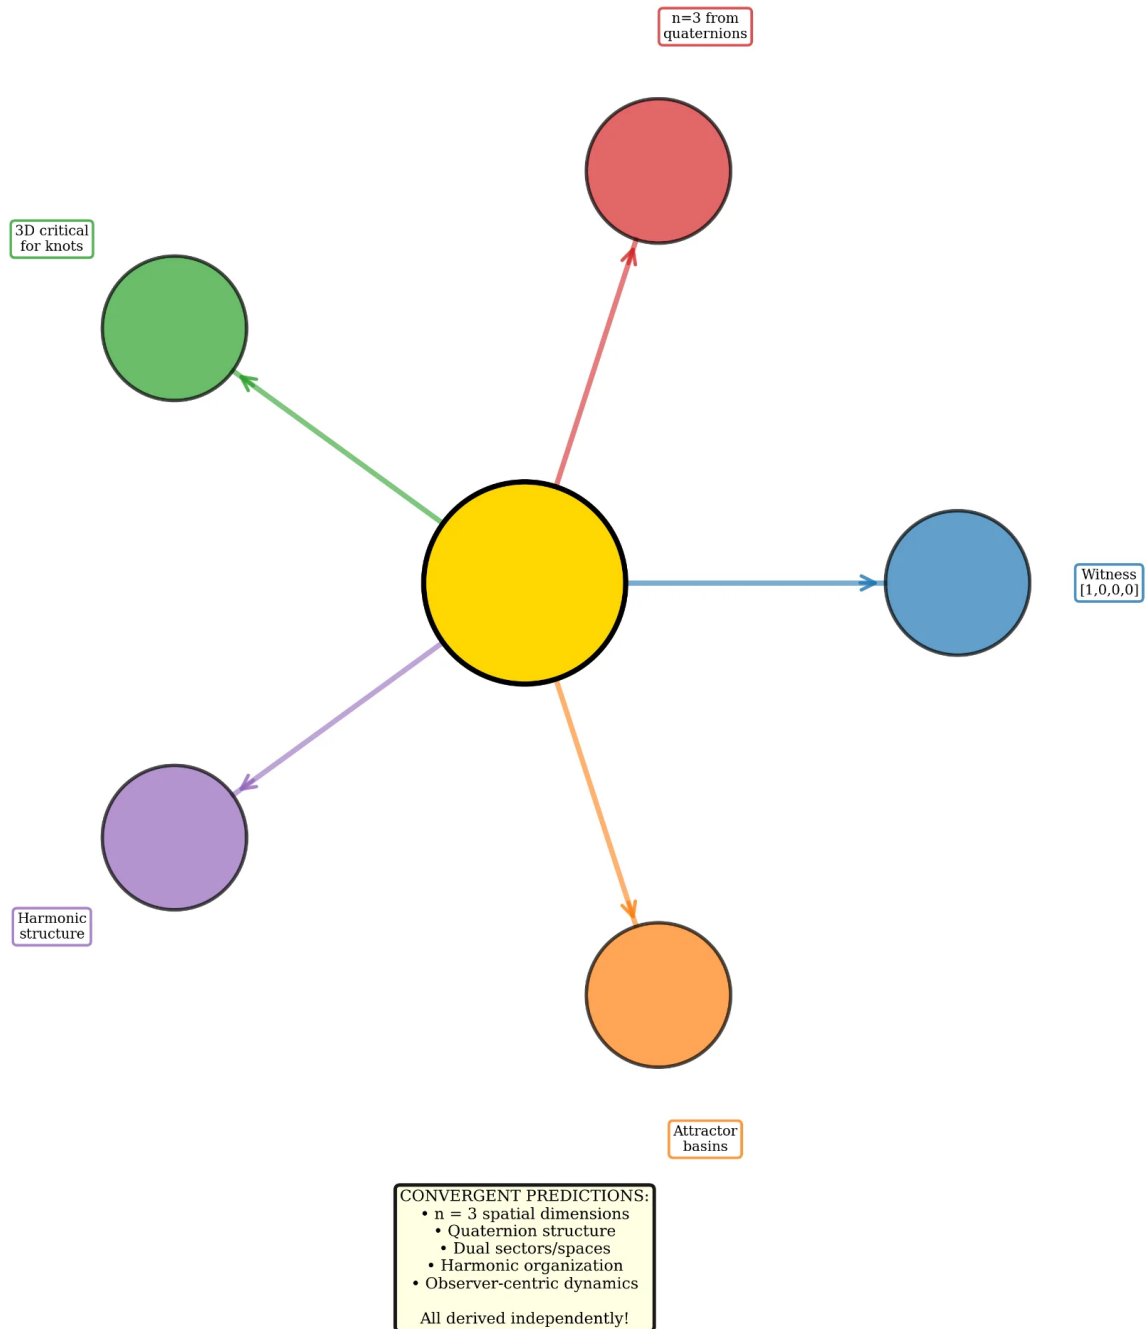 n=3 from
quaternions
3D critical
for knots
Witness
[1,0,0,0]
Harmonic
structure
Attractor
basins
CONVERGENT PREDICTIONS:
• n = 3 spatial dimensions
• Quaternion structure
• Dual sectors/spaces
• Harmonic organization
• Observer-centric dynamics
All derived independently!